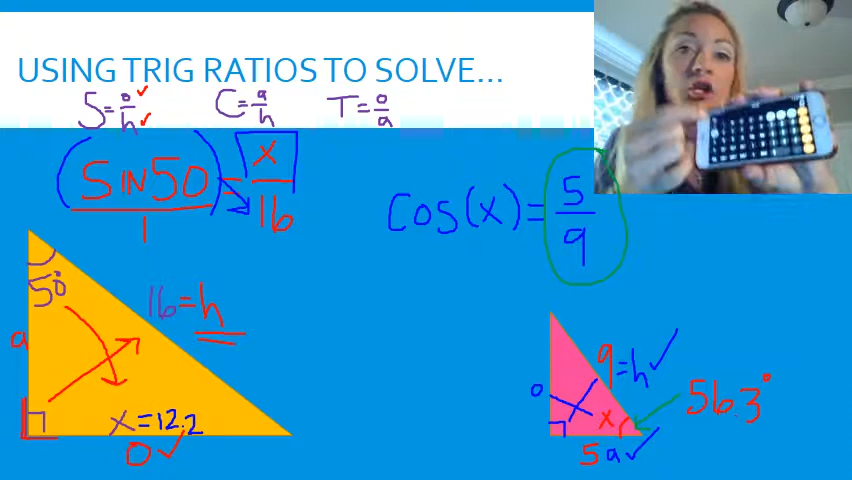 USING TRIG RATIOS TO SOLVE...
S = o/h C = a/h T = o/a
(SIN50)/1 = x/16
cos(x) = 5/9
50°
16 = h
a
x = 12.2
o
o
9 = h
x
56.3°
5 a